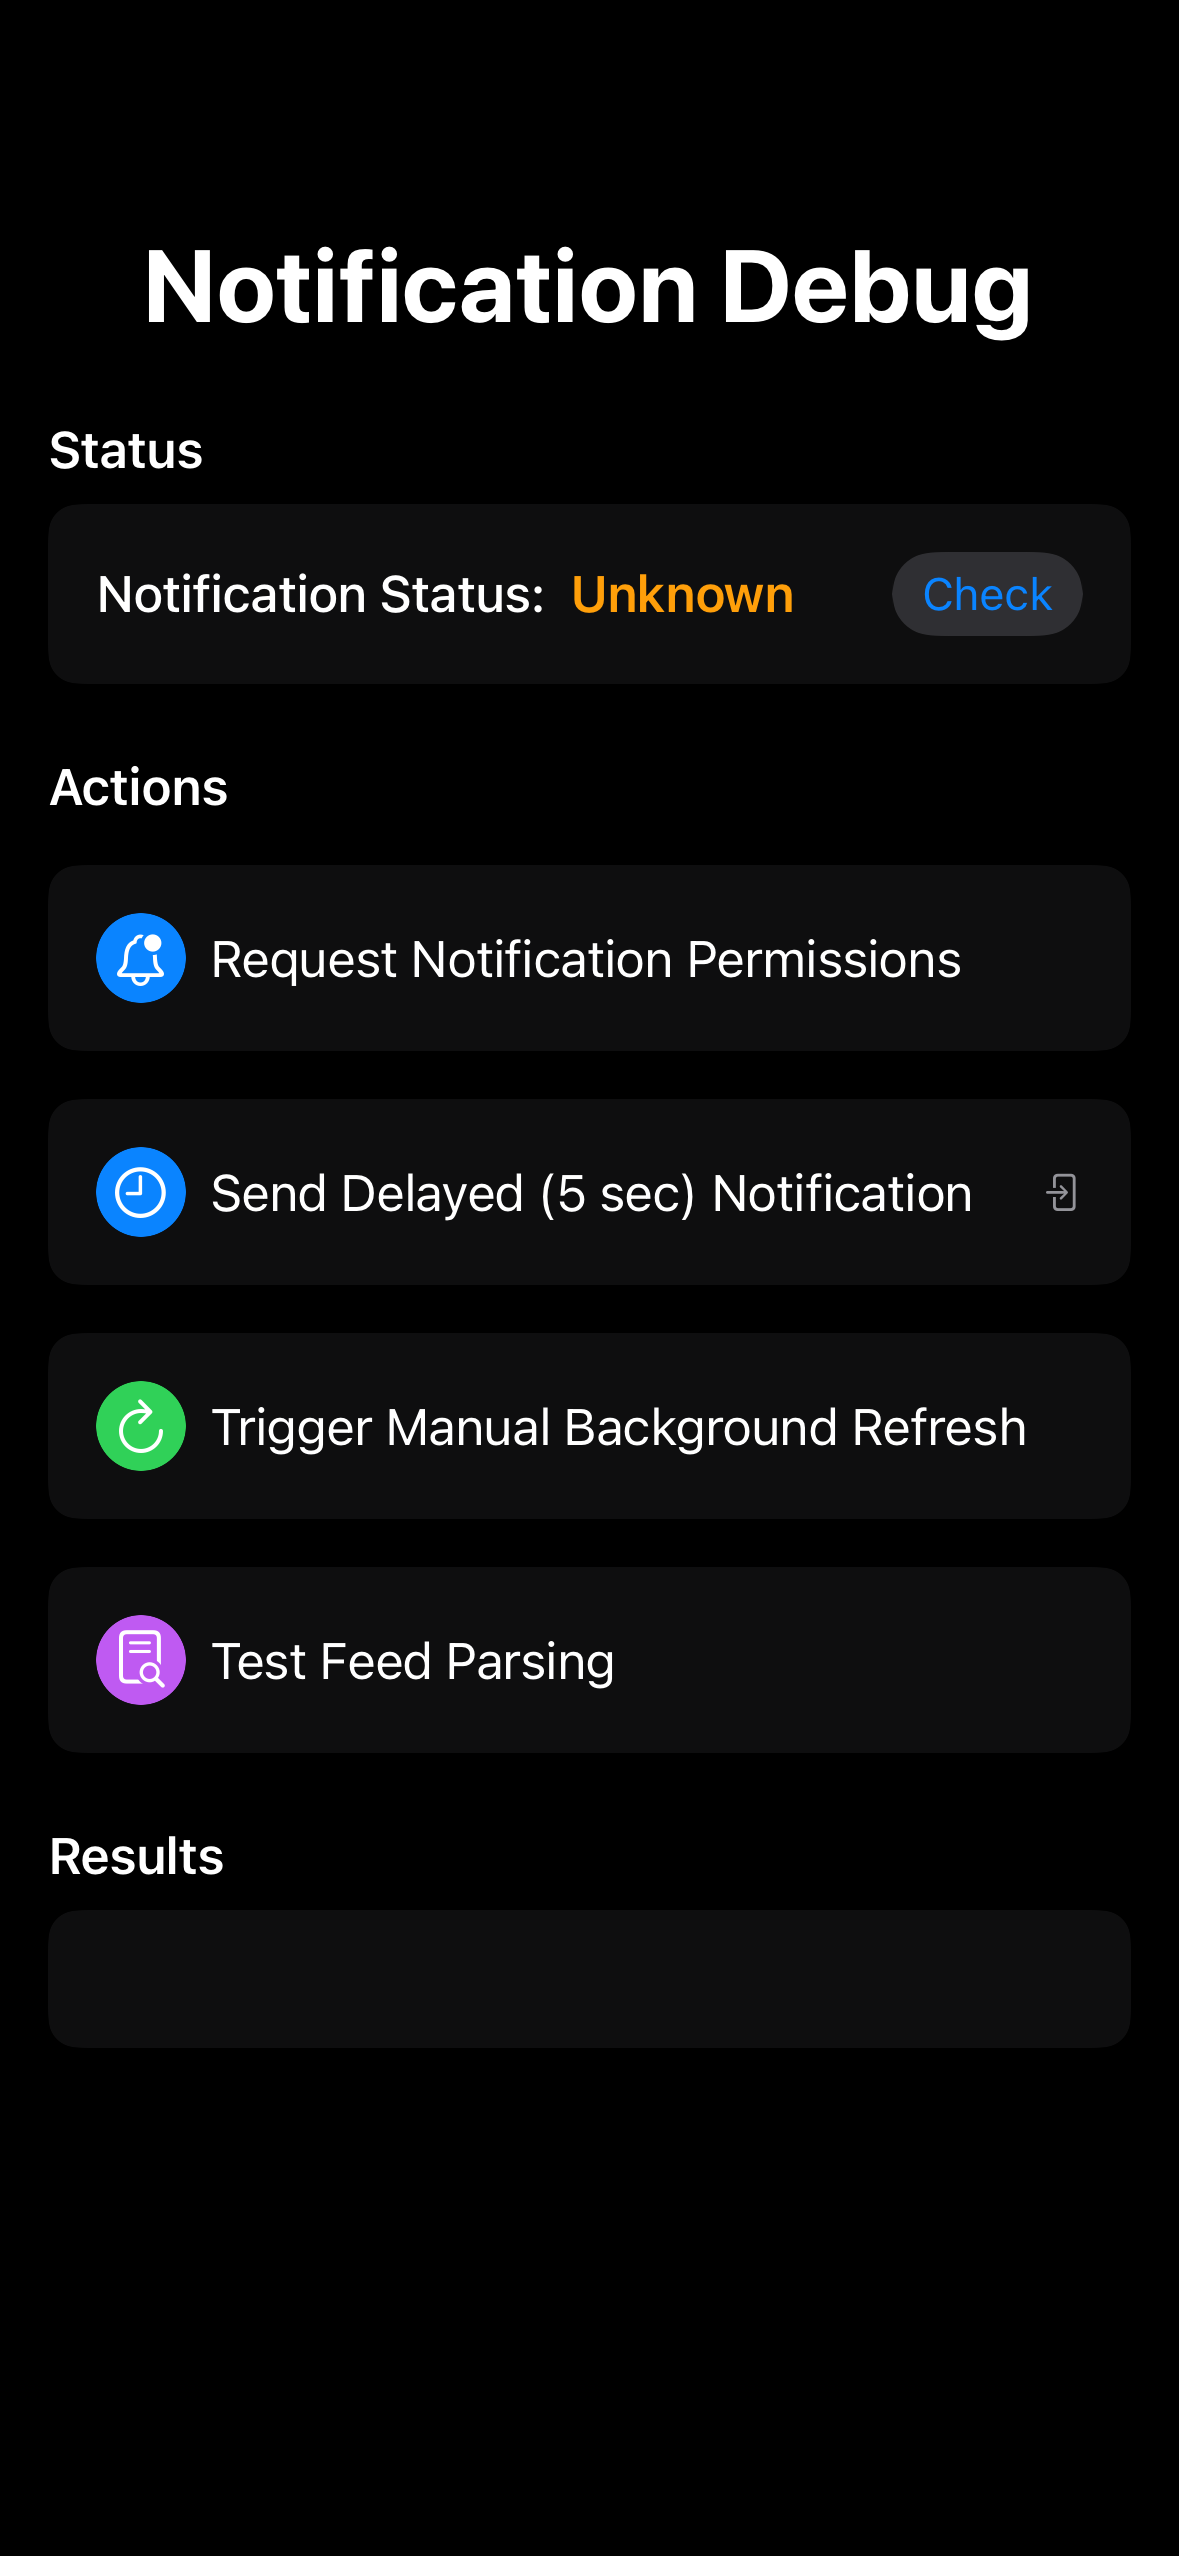 Notification Debug
Status
Notification Status: Unknown
Check
Actions
Request Notification Permissions
Send Delayed (5 sec) Notification
Trigger Manual Background Refresh
Test Feed Parsing
Results